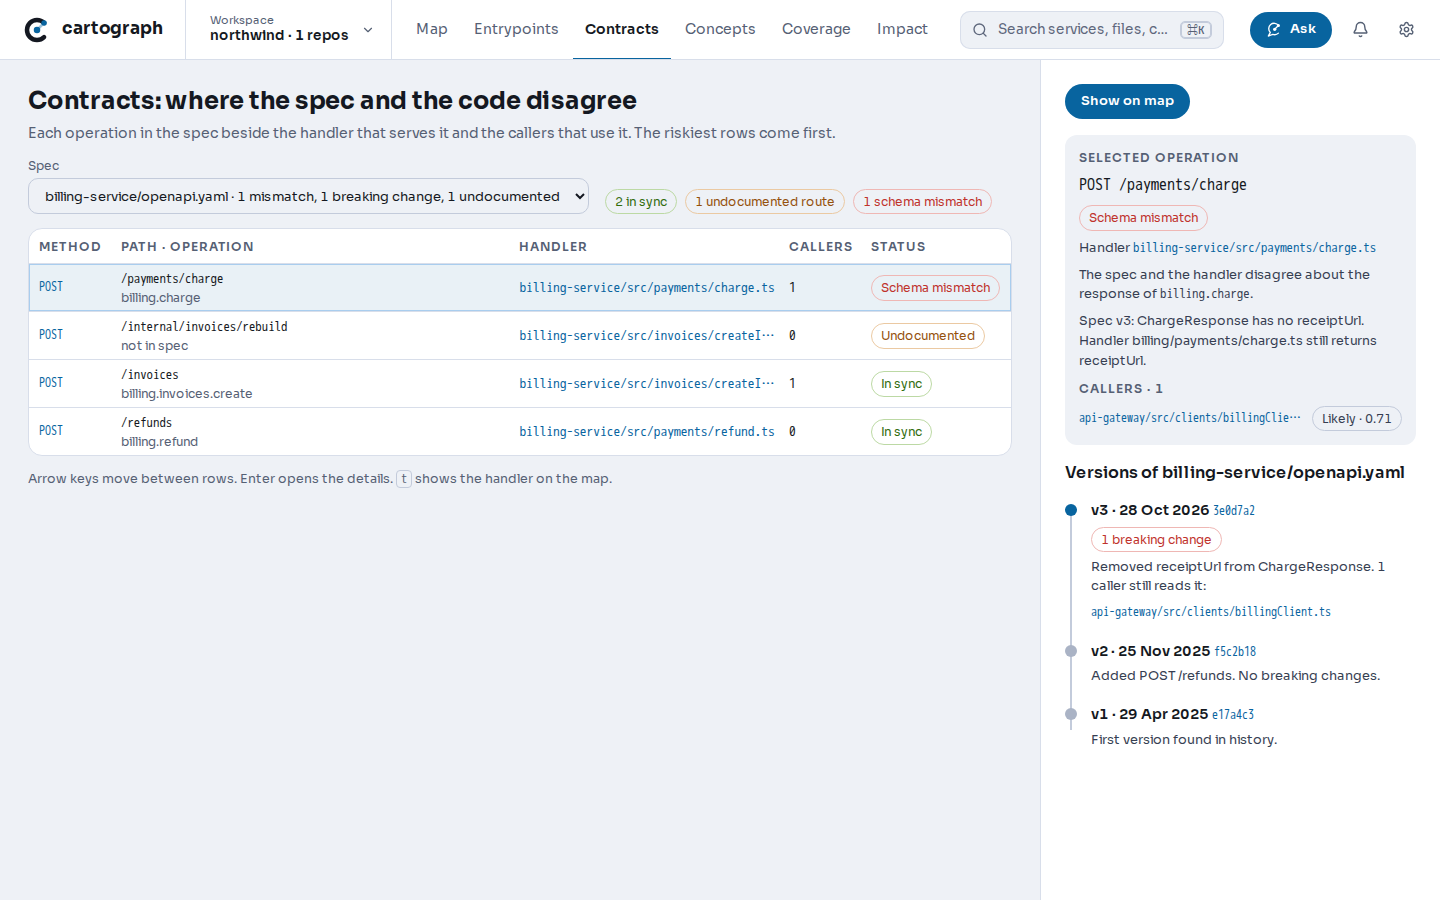 cartograph
Workspace
northwind · 1 repos
Map
Entrypoints
Contracts
Concepts
Coverage
Impact
Search services, files, c...
⌘K
Ask
Contracts: where the spec and the code disagree
Each operation in the spec beside the handler that serves it and the callers that use it. The riskiest rows come first.
Spec
billing-service/openapi.yaml · 1 mismatch, 1 breaking change, 1 undocumented
2 in sync
1 undocumented route
1 schema mismatch
METHOD PATH · OPERATION HANDLER CALLERS STATUS
POST /payments/charge billing-service/src/payments/charge.ts 1 Schema mismatch
billing.charge
POST /internal/invoices/rebuild billing-service/src/invoices/createI… 0 Undocumented
not in spec
POST /invoices billing-service/src/invoices/createI… 1 In sync
billing.invoices.create
POST /refunds billing-service/src/payments/refund.ts 0 In sync
billing.refund
Arrow keys move between rows. Enter opens the details. t shows the handler on the map.
Show on map
SELECTED OPERATION
POST /payments/charge
Schema mismatch
Handler billing-service/src/payments/charge.ts
The spec and the handler disagree about the
response of billing.charge.
Spec v3: ChargeResponse has no receiptUrl.
Handler billing/payments/charge.ts still returns
receiptUrl.
CALLERS · 1
api-gateway/src/clients/billingClie… Likely · 0.71
Versions of billing-service/openapi.yaml
v3 · 28 Oct 2026 3e0d7a2
1 breaking change
Removed receiptUrl from ChargeResponse. 1
caller still reads it:
api-gateway/src/clients/billingClient.ts
v2 · 25 Nov 2025 f5c2b18
Added POST /refunds. No breaking changes.
v1 · 29 Apr 2025 e17a4c3
First version found in history.